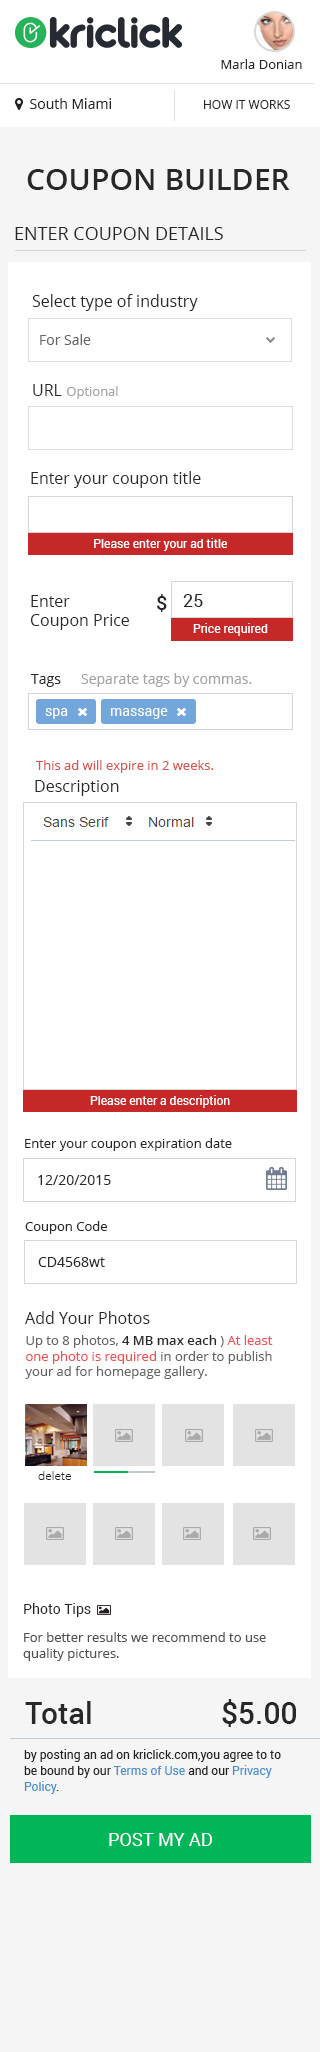 kriclick
Marla Donian
South Miami
HOW IT WORKS
COUPON BUILDER
ENTER COUPON DETAILS
Select type of industry
For Sale
URL Optional
Enter your coupon title
Please enter your ad title
Enter
Coupon Price
$ 25
Price required
Tags Separate tags by commas.
spa ✖ massage ✖
This ad will expire in 2 weeks.
Description
Sans Serif Normal
Please enter a description
Enter your coupon expiration date
12/20/2015
Coupon Code
CD4568wt
Add Your Photos
Up to 8 photos, 4 MB max each ) At least
one photo is required in order to publish
your ad for homepage gallery.
delete
Photo Tips
For better results we recommend to use
quality pictures.
Total $5.00
by posting an ad on kriclick.com,you agree to to
be bound by our Terms of Use and our Privacy
Policy.
POST MY AD